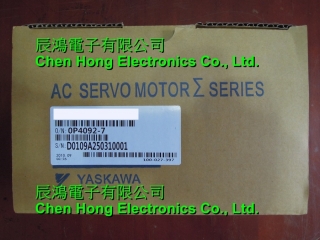 辰鴻電子有限公司
Chen Hong Electronics Co., Ltd.
AC SERVO MOTOR Σ SERIES
O/N 0P4092-7
S/N D0109A250310001
YASKAWA
辰鴻電子有限公司
Chen Hong Electronics Co., Ltd.